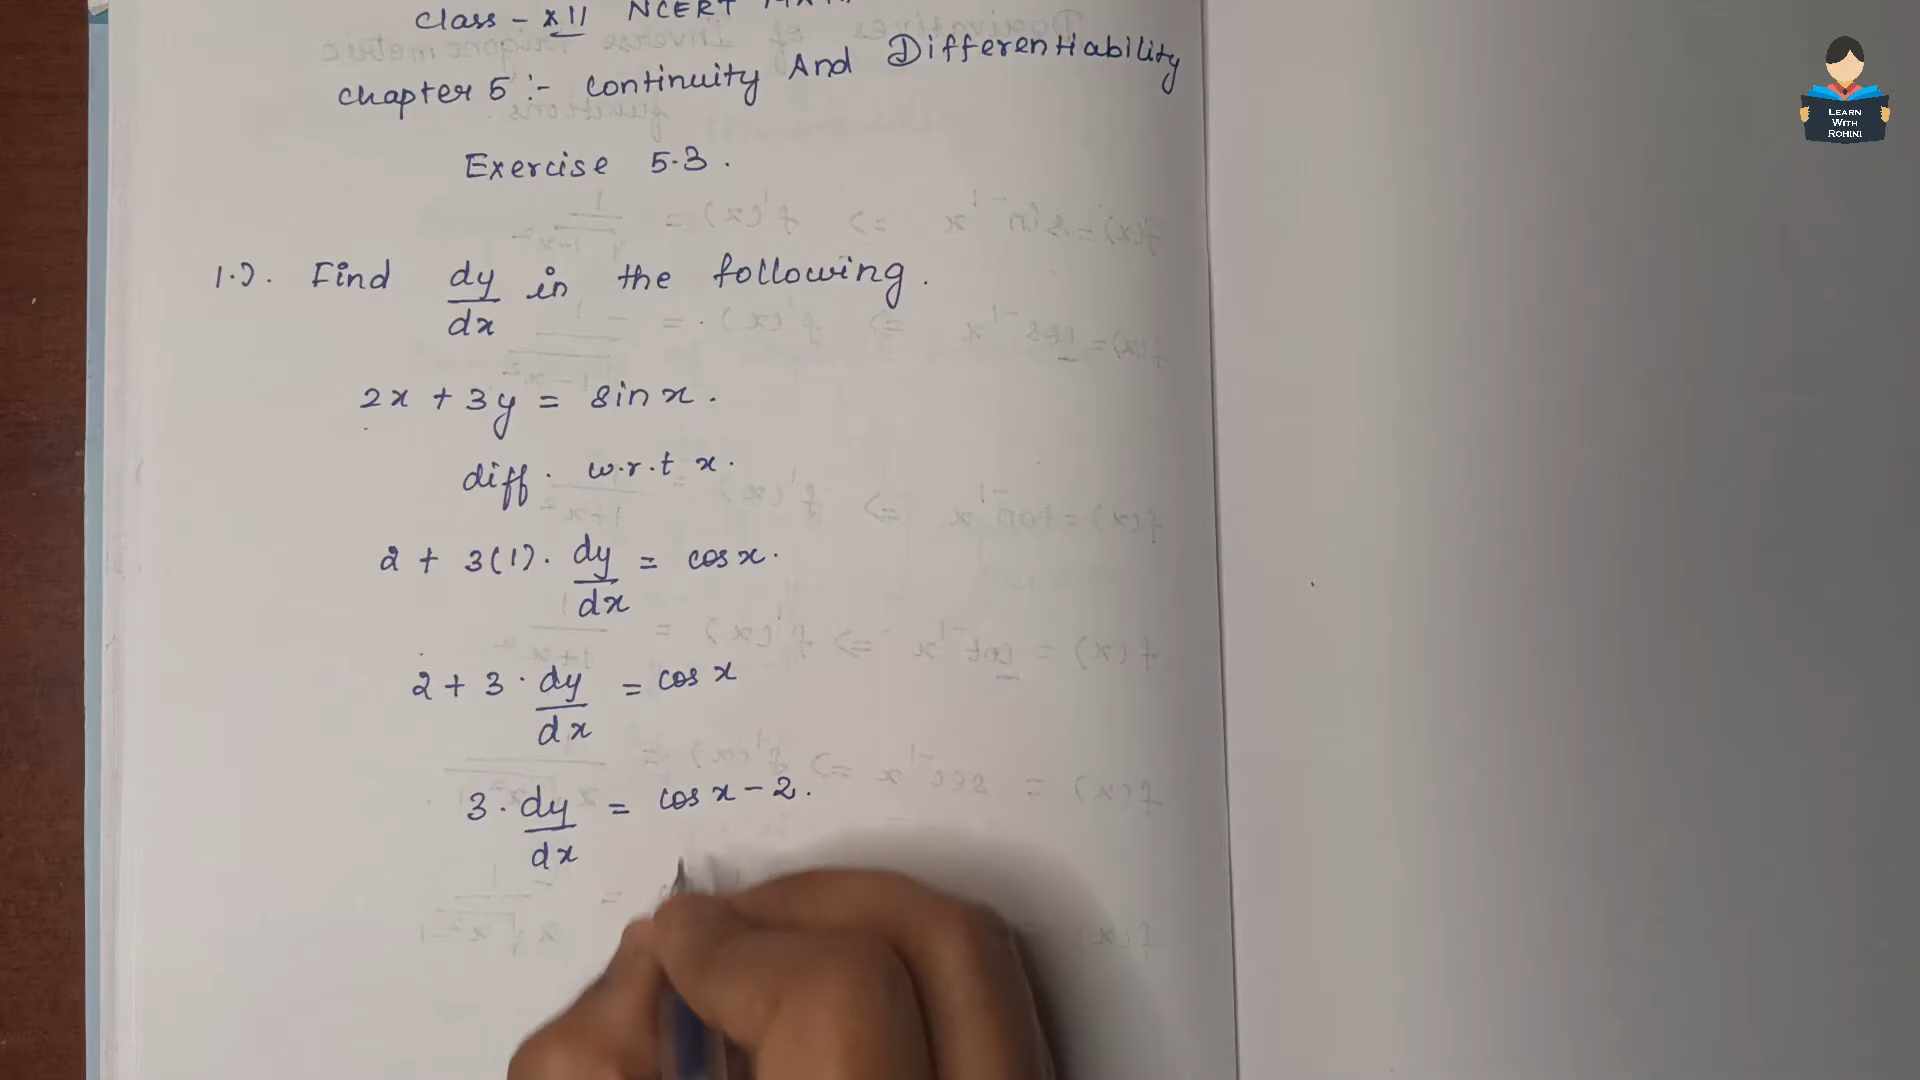 Class - XII NCERT
Chapter 5 :- Continuity And Differentiability
Exercise 5.3.
1.). Find dy/dx in the following.
2x + 3y = sin x.
diff. w.r.t x.
2 + 3(1). dy/dx = cos x.
2 + 3 . dy/dx = cos x
3 . dy/dx = cos x - 2.
LEARN
WITH
ROHINI